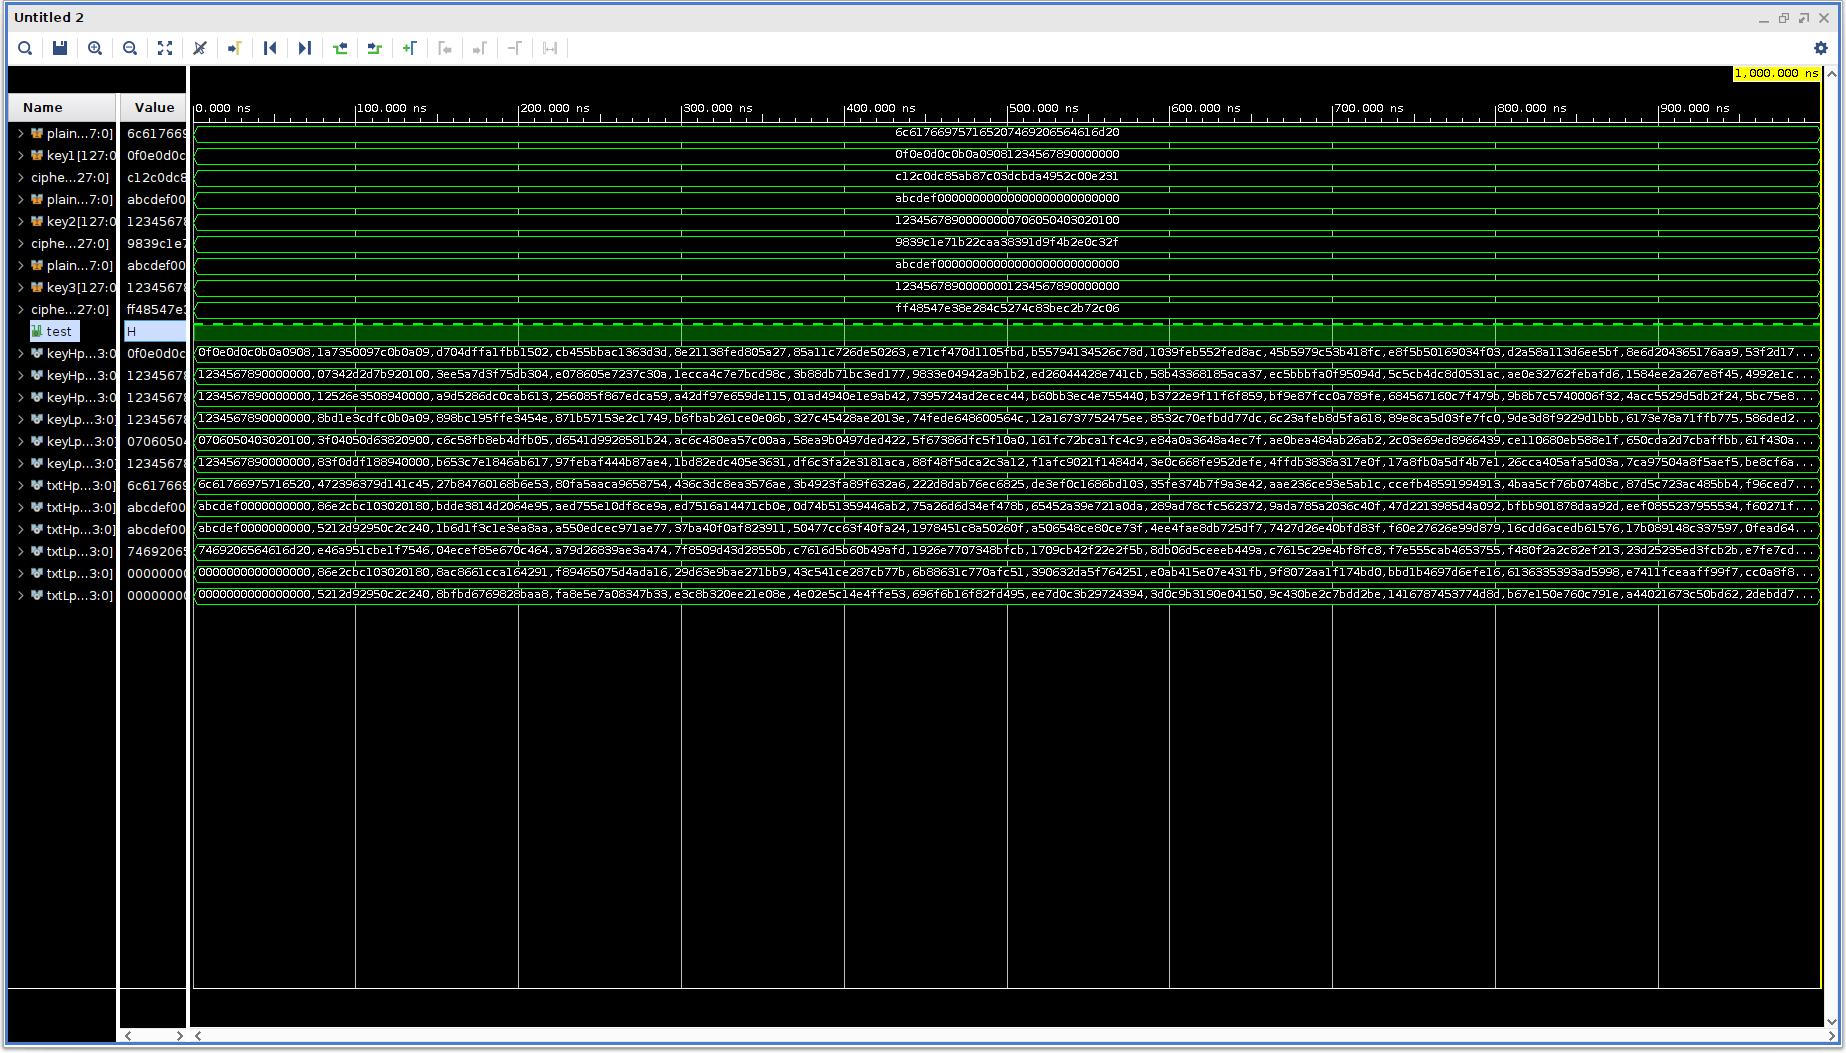 Untitled 2
1,000.000 ns
Name Value 0.000 ns 100.000 ns 200.000 ns 300.000 ns 400.000 ns 500.000 ns 600.000 ns 700.000 ns 800.000 ns 900.000 ns
plain...7:0] 6c617669 6c617669757165207469206564616d20
key1[127:0 0f0e0d0c 0f0e0d0c0b0a09081234567890000000
ciphe...27:0] c12c0dc8 c12c0dc85ab87c03dcbda4952c00e231
plain...7:0] abcdef00 abcdef00000000000000000000000000
key2[127:0 12345678 12345678900000000706050403020100
ciphe...27:0] 9839c1e7 9839c1e71b22caa38391d9f4b2e0c32f
plain...7:0] abcdef00 abcdef00000000000000000000000000
key3[127:0 12345678 12345678900000001234567890000000
ciphe...27:0] ff48547e ff48547e38e284c5274c83bec2b72c06
test H
keyHp...3:0 0f0e0d0c 0f0e0d0c0b0a0908,1a7350097c0b0a09,d704dffa1fbb1502,cb455bbac1363d3d,8e21138fed805a27,85a11c726de50263,e71cf470d1105fbd,b55794134526c78d,1039feb552fed8ac,45b5979c53b418fc,e8f5b50169034f03,d2a58a113d6ee5bf,8e6d204365176aa9,53f2d17...
keyHp...3:0 12345678 1234567890000000,07342d2d7b920100,3ee5a7d3f75db304,e078605e7237c30a,1ecca4c7e7bcd98c,3b88db71bc3ed177,9833e04942a9b1b2,ed26044428e741cb,58b43368185aca37,ec5bbbfa0f95094d,5c5cb4dc8d0531ac,ae0e32762febafd6,1584ee2a267e8f45,4992e1c...
keyHp...3:0 12345678 1234567890000000,12526e3508940000,a9d5286dc0cab613,256085f867edca59,a42df97e659de115,01ad4940e1e9ab42,7395724ad2ecec44,b60bb3ec4e755440,b3722e9f11f6f859,bf9e87fcc0a789fe,684567160c7f479b,9b8b7c5740006f32,4acc5529d5db2f24,5bc75e8...
keyLp...3:0] 12345678 1234567890000000,8bd1e3cdfc0b0a09,898bc195ffe3454e,871b57153e2c1749,b6fbab261ce0e06b,327c45428ae2013e,74fede648600564c,12a16737752475ee,8532c70efbdd77dc,6c23afeb8d5fa618,89e8ca5d03fe7fc0,9de3d8f9229d1bbb,6173e78a71ffb775,586ded2...
keyLp...3:0] 07060504 0706050403020100,3f04050d63820900,c6c58fb8eb4dfb05,d6541d9928581b24,ac6c480ea57c00aa,58ea9b0497ded422,5f67386dfc5f10a0,161fc72bca1fc4c9,e84a0a3648a4ec7f,ae0bea484ab26ab2,2c03e69ed8966439,ce110680eb588e1f,650cda2d7cbaffbb,61f430a...
keyLp...3:0] 12345678 1234567890000000,83f0ddf188940000,b653c7e1846ab617,97febaf444b87ae4,1bd82edc405e3631,df6c3fa2e3181aca,88f48f5dca2c3a12,f1afc9021f1484d4,3e0c668fe952defe,4ffdb3838a317e0f,17a8fb0a5df4b7e1,26cca405afa5d03a,7ca97504a8f5aef5,be8cf6a...
txtHp...3:0] 6c617669 6c61766975716520,472396379d141c45,27b84760168b6e53,80fa5aaca9658754,436c3dc8ea3576ae,3b4923fa89f632a6,222d8dab76ec6825,de3ef0c1686bd103,35fe374b7f9a3e42,aae236ce93e5ab1c,ccefb48591994913,4baa5cf76b0748bc,87d5c723ac485bb4,f96ced7...
txtHp...3:0] abcdef00 abcdef0000000000,86e2cbc103020180,bdde3814d2064e95,aed755e10df8ce9a,ed7516a14471cb0e,0d74b51359446ab2,75a26d6d34ef478b,65452a39e721a0da,289ad78cfc562372,9ada785a2036c40f,47d2213985d4a092,bfbb901878daa92d,eef0855237955534,f60271f...
txtHp...3:0] abcdef00 abcdef0000000000,5212d92950c2c240,1b6d1f3c1e3ea8aa,a550edcec971ae77,37ba40f0af823911,50477cc63f40fa24,1978451c8a50260f,a506548ce80ce73f,4ee4fae8db725df7,7427d26e40bfd83f,f60e27626e99d879,16cdd6acedb61576,17b089148c337597,0fead64...
txtLp...3:0] 74692065 7469206564616d20,e46a951cbe1f7546,04ecef85e670c464,a79d26839ae3a474,7f8509d43d28550b,c7616d5b60b49afd,1926e7707348bfcb,1709cb42f22e2f5b,8db06d5ceeeb449a,c7615c29e4bf8fc8,f7e555cab4653755,f480f2a2c82ef213,23d25235ed3fcb2b,e7fe7cd...
txtLp...3:0] 00000000 0000000000000000,86e2cbc103020180,8ac8661cca164291,f89465075d4ada16,29d63e9bae271bb9,43c541ce287cb77b,6b88631c770afc51,390632da5f764251,e0ab415e07e431fb,9f8072aa1f174bd0,bbd1b4697d6efe16,6136335393ad5998,e7411fceaaff99f7,cc0a8f8...
txtLp...3:0] 00000000 0000000000000000,5212d92950c2c240,8bfbd6769828baa8,fa8e5e7a08347b33,e3c8b320ee21e08e,4e02e5c14e4ffe53,696f6b16f82fd495,ee7d0c3b29724394,3d0c9b3190e04150,9c430be2c7bdd2be,1416787453774d8d,b67e150e760c791e,a44021673c50bd62,2debdd7...